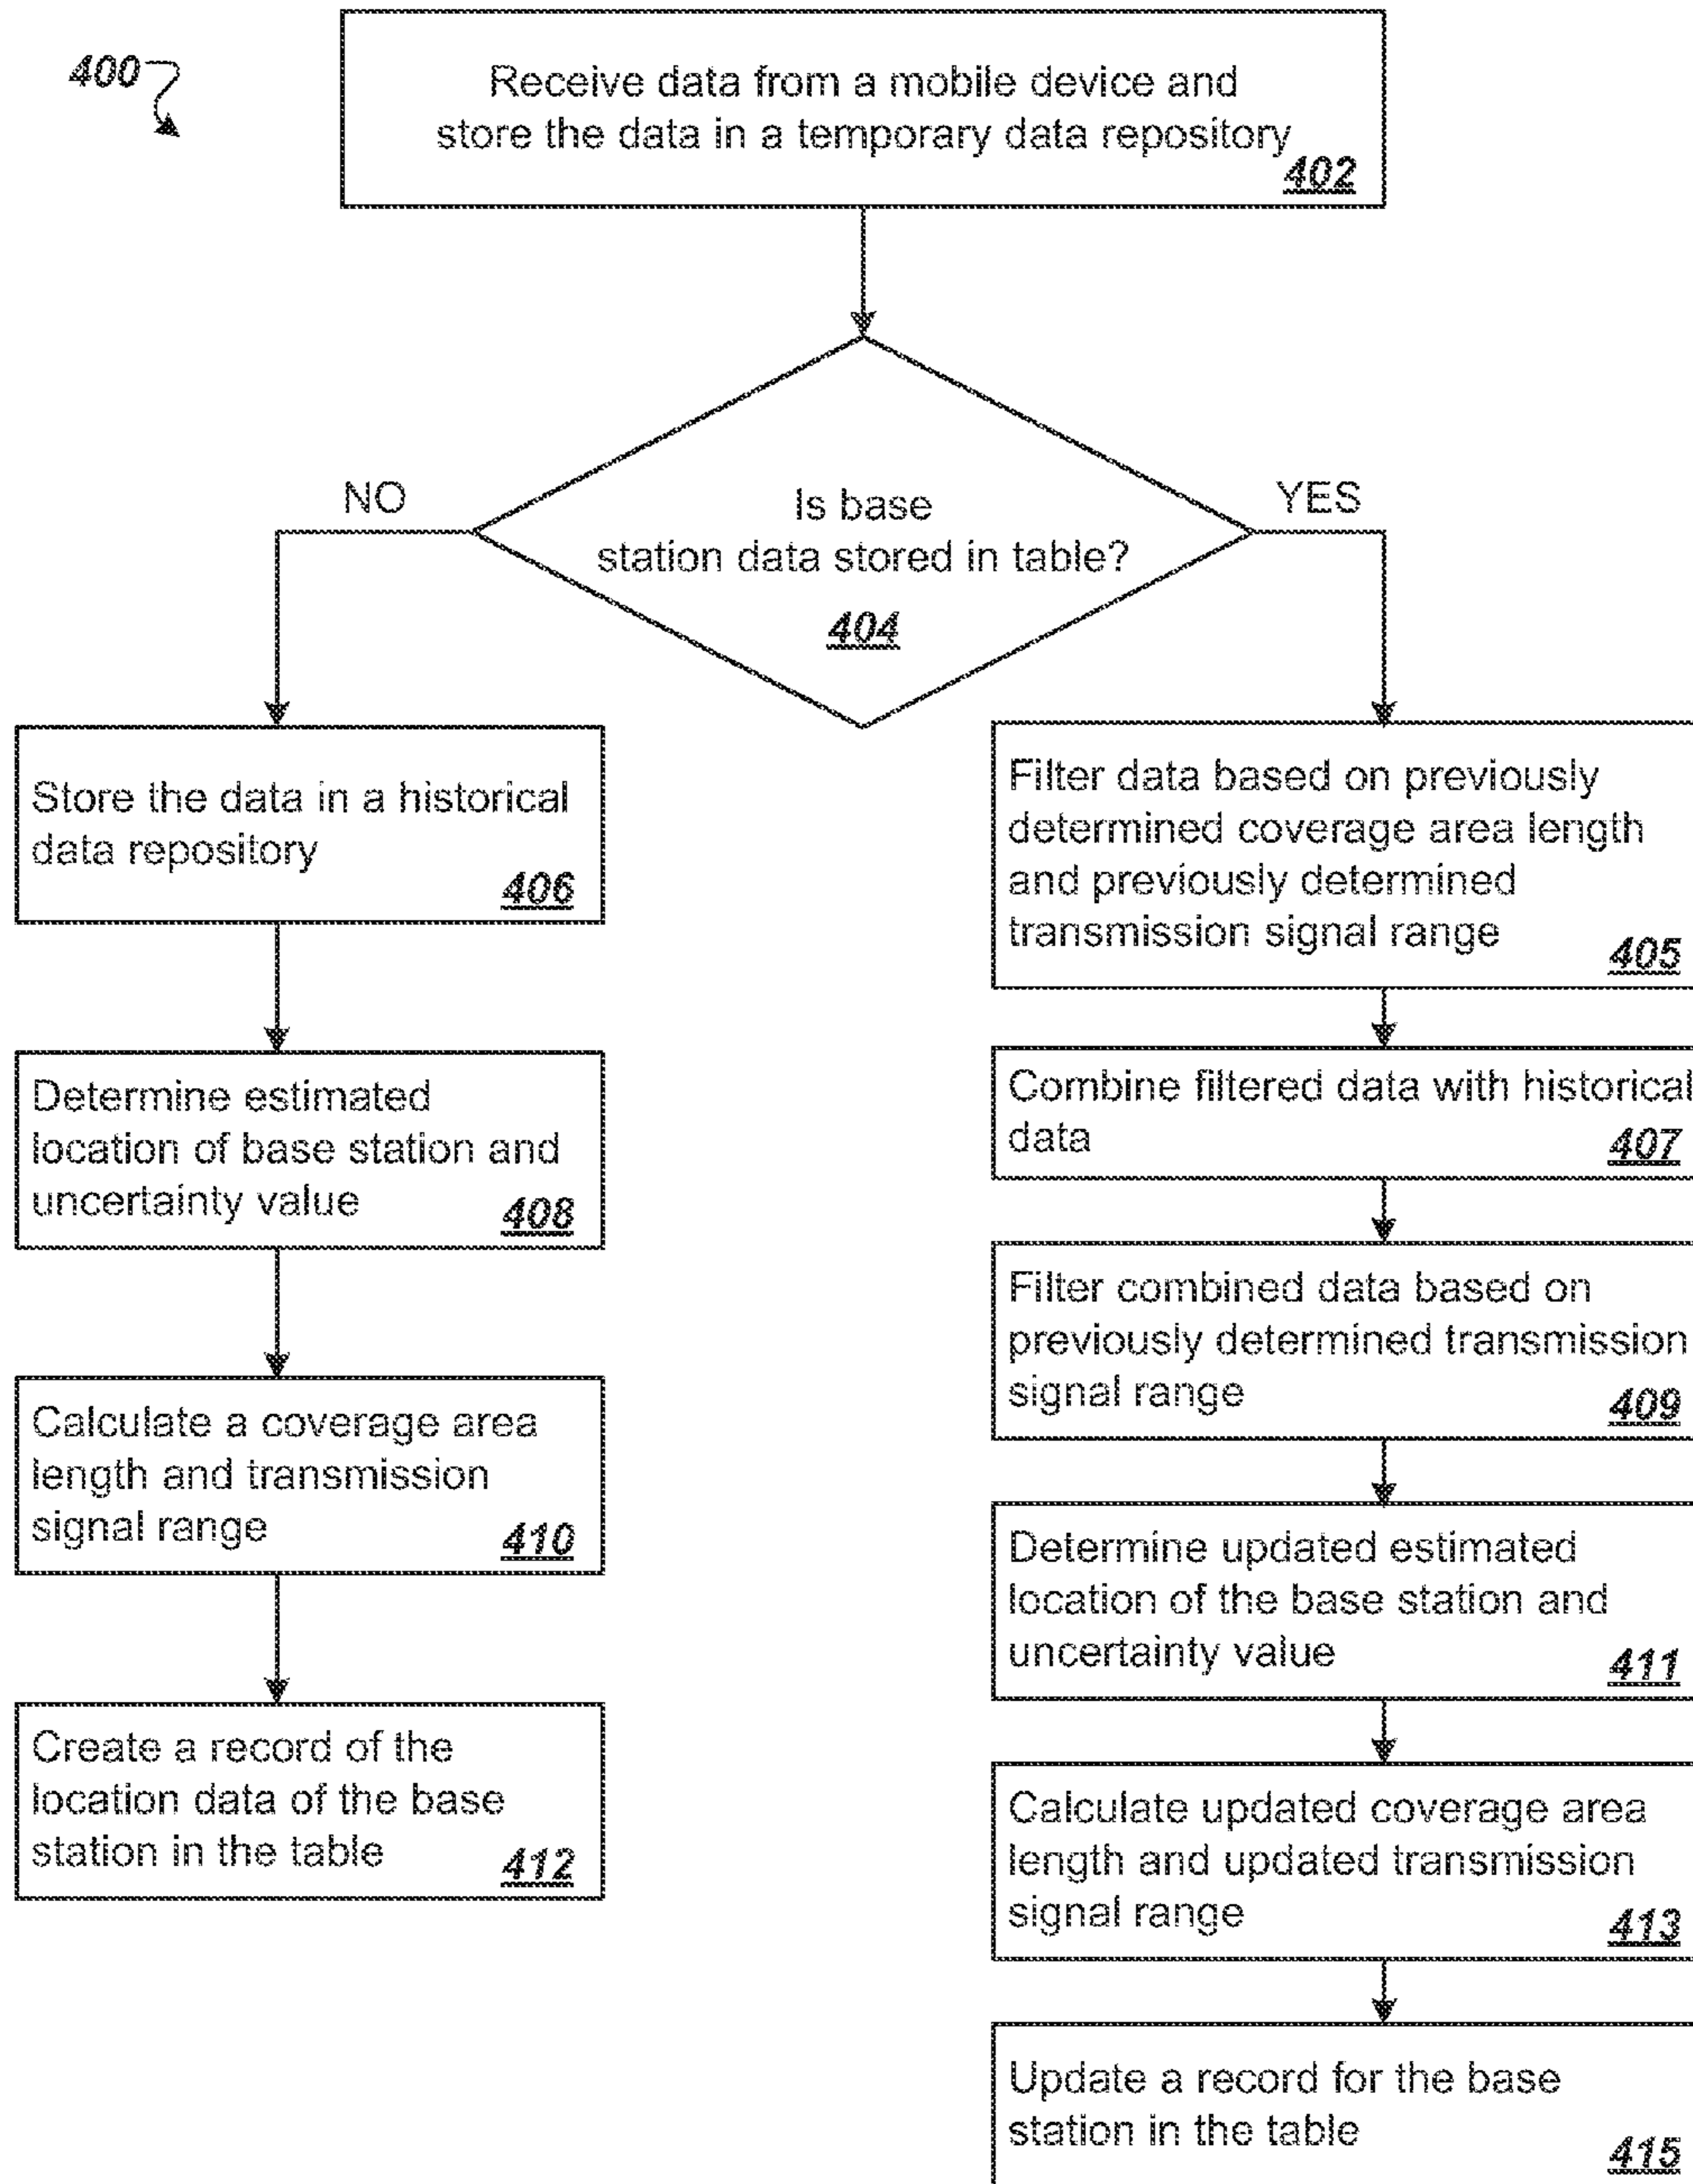 400
Receive data from a mobile device and
store the data in a temporary data repository
402
NO
YES
Is base
station data stored in table?
404
Store the data in a historical
data repository
406
Determine estimated
location of base station and
uncertainty value
408
Calculate a coverage area
length and transmission
signal range
410
Create a record of the
location data of the base
station in the table
412
Filter data based on previously
determined coverage area length
and previously determined
transmission signal range
405
Combine filtered data with historical
data
407
Filter combined data based on
previously determined transmission
signal range
409
Determine updated estimated
location of the base station and
uncertainty value
411
Calculate updated coverage area
length and updated transmission
signal range
413
Update a record for the base
station in the table
415